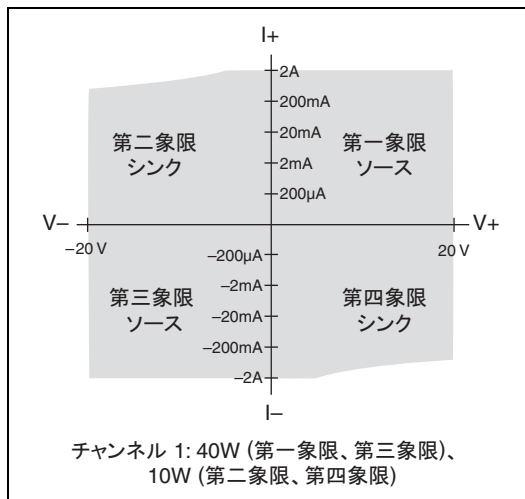 I+
2A
200mA
20mA
2mA
200µA
第二象限
シンク
第一象限
ソース
V–
V+
–20 V
20 V
–200µA
–2mA
–20mA
–200mA
–2A
第三象限
ソース
第四象限
シンク
I–
チャンネル 1: 40W (第一象限、第三象限)、
10W (第二象限、第四象限)